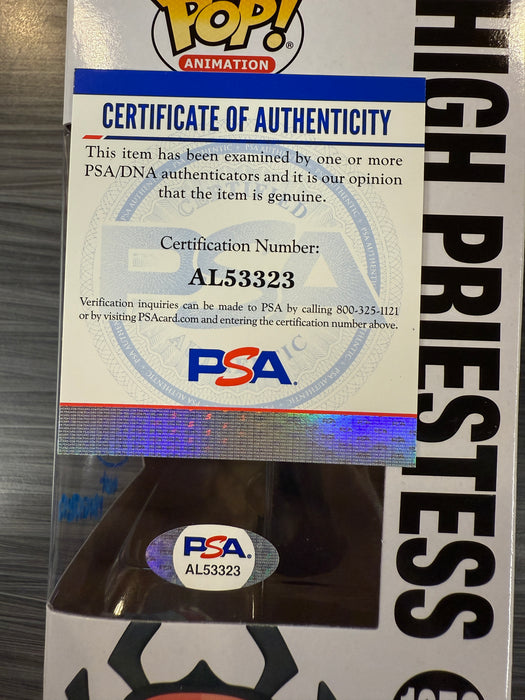 POP!
®
ANIMATION
HIGH PRIESTESS
CERTIFICATE OF AUTHENTICITY
This item has been examined by one or more
PSA/DNA authenticators and it is our opinion
that the item is genuine.
Certification Number:
AL53323
Verification inquiries can be made to PSA by calling 800-325-1121
or by visiting PSAcard.com and entering the certification number above.
PSA®
PSA®
AL53323